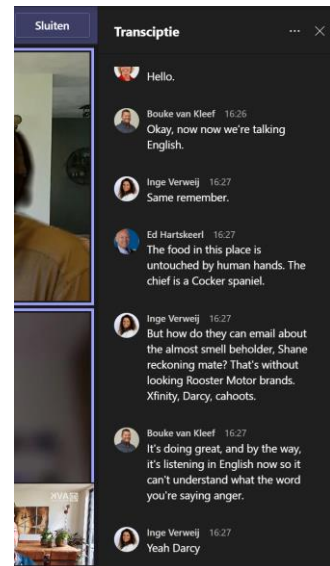 Sluiten
Transciptie
Hello.
Bouke van Kleef 16:26
Okay, now now we're talking
English.
Inge Verweij 16:27
Same remember.
Ed Hartskeerl 16:27
The food in this place is
untouched by human hands. The
chief is a Cocker spaniel.
Inge Verweij 16:27
But how do they can email about
the almost smell beholder, Shane
reckoning mate? That's without
looking Rooster Motor brands.
Xfinity, Darcy, cahoots.
Bouke van Kleef 16:27
It's doing great, and by the way,
it's listening in English now so it
can't understand what the word
you're saying anger.
Inge Verweij 16:27
Yeah Darcy